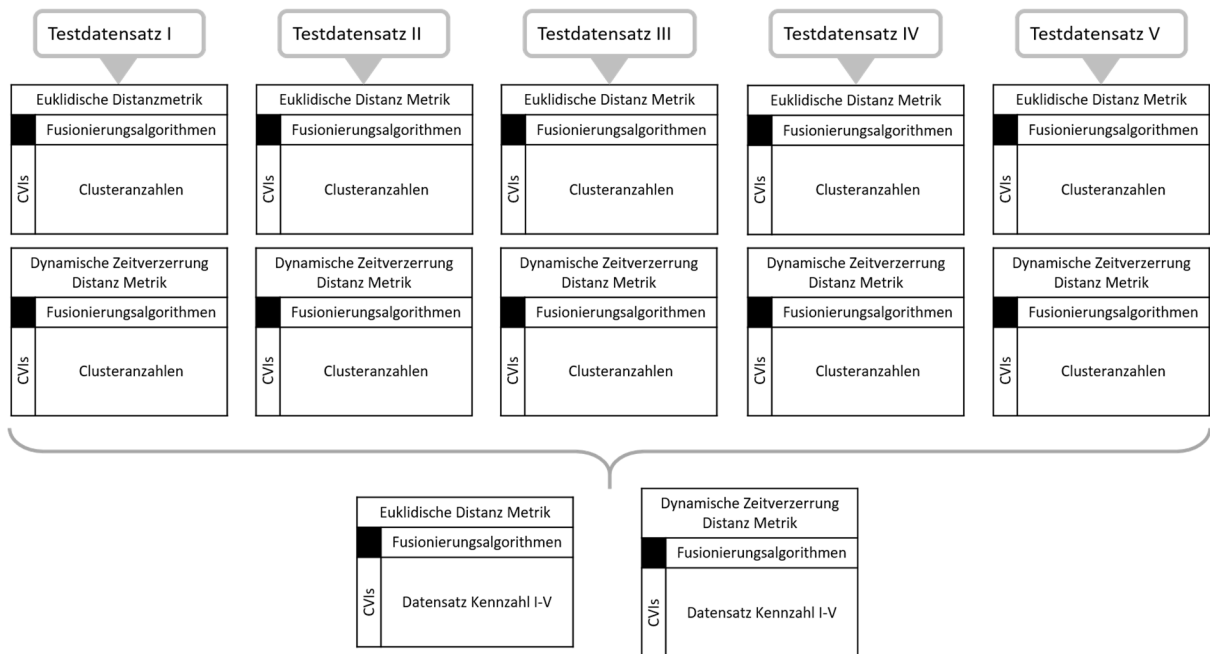 Testdatensatz I
Testdatensatz II
Testdatensatz III
Testdatensatz IV
Testdatensatz V
Euklidische Distanzmetrik
Fusionierungsalgorithmen
CVIs
Clusteranzahlen
Euklidische Distanz Metrik
Fusionierungsalgorithmen
CVIs
Clusteranzahlen
Euklidische Distanz Metrik
Fusionierungsalgorithmen
CVIs
Clusteranzahlen
Euklidische Distanz Metrik
Fusionierungsalgorithmen
CVIs
Clusteranzahlen
Euklidische Distanz Metrik
Fusionierungsalgorithmen
CVIs
Clusteranzahlen
Dynamische Zeitverzerrung
Distanz Metrik
Fusionierungsalgorithmen
CVIs
Clusteranzahlen
Dynamische Zeitverzerrung
Distanz Metrik
Fusionierungsalgorithmen
CVIs
Clusteranzahlen
Dynamische Zeitverzerrung
Distanz Metrik
Fusionierungsalgorithmen
CVIs
Clusteranzahlen
Dynamische Zeitverzerrung
Distanz Metrik
Fusionierungsalgorithmen
CVIs
Clusteranzahlen
Dynamische Zeitverzerrung
Distanz Metrik
Fusionierungsalgorithmen
CVIs
Clusteranzahlen
Euklidische Distanz Metrik
Fusionierungsalgorithmen
CVIs
Datensatz Kennzahl I-V
Dynamische Zeitverzerrung
Distanz Metrik
Fusionierungsalgorithmen
CVIs
Datensatz Kennzahl I-V